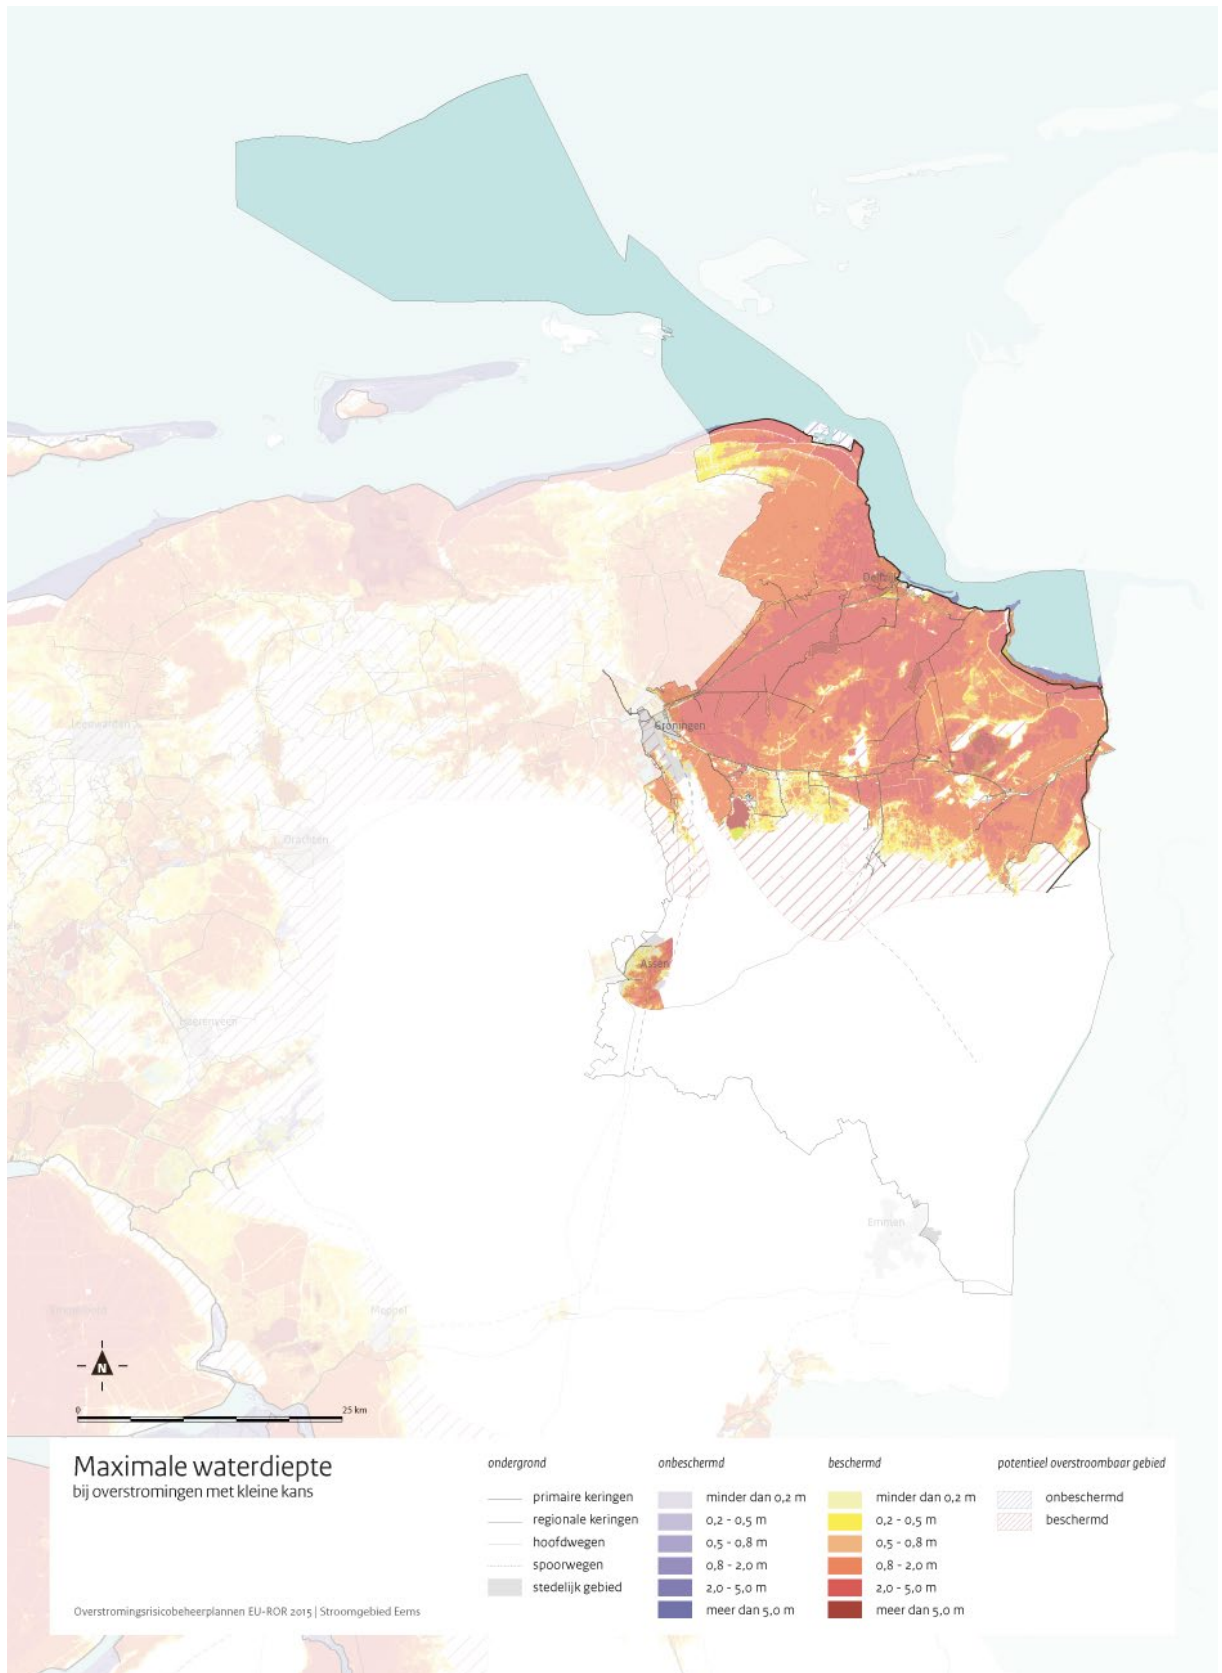 Delfzijl
Groningen
Leeuwarden
Drachten
Assen
Heerenveen
Emmen
Emmeloord
Meppel
N
0
25 km
Maximale waterdiepte
bij overstromingen met kleine kans
Overstromingsrisicobeheerplannen EU-ROR 2015 | Stroomgebied Eems
ondergrond
primaire keringen
regionale keringen
hoofdwegen
spoorwegen
stedelijk gebied
onbeschermd
minder dan 0,2 m
0,2 - 0,5 m
0,5 - 0,8 m
0,8 - 2,0 m
2,0 - 5,0 m
meer dan 5,0 m
beschermd
minder dan 0,2 m
0,2 - 0,5 m
0,5 - 0,8 m
0,8 - 2,0 m
2,0 - 5,0 m
meer dan 5,0 m
potentieel overstroombaar gebied
onbeschermd
beschermd